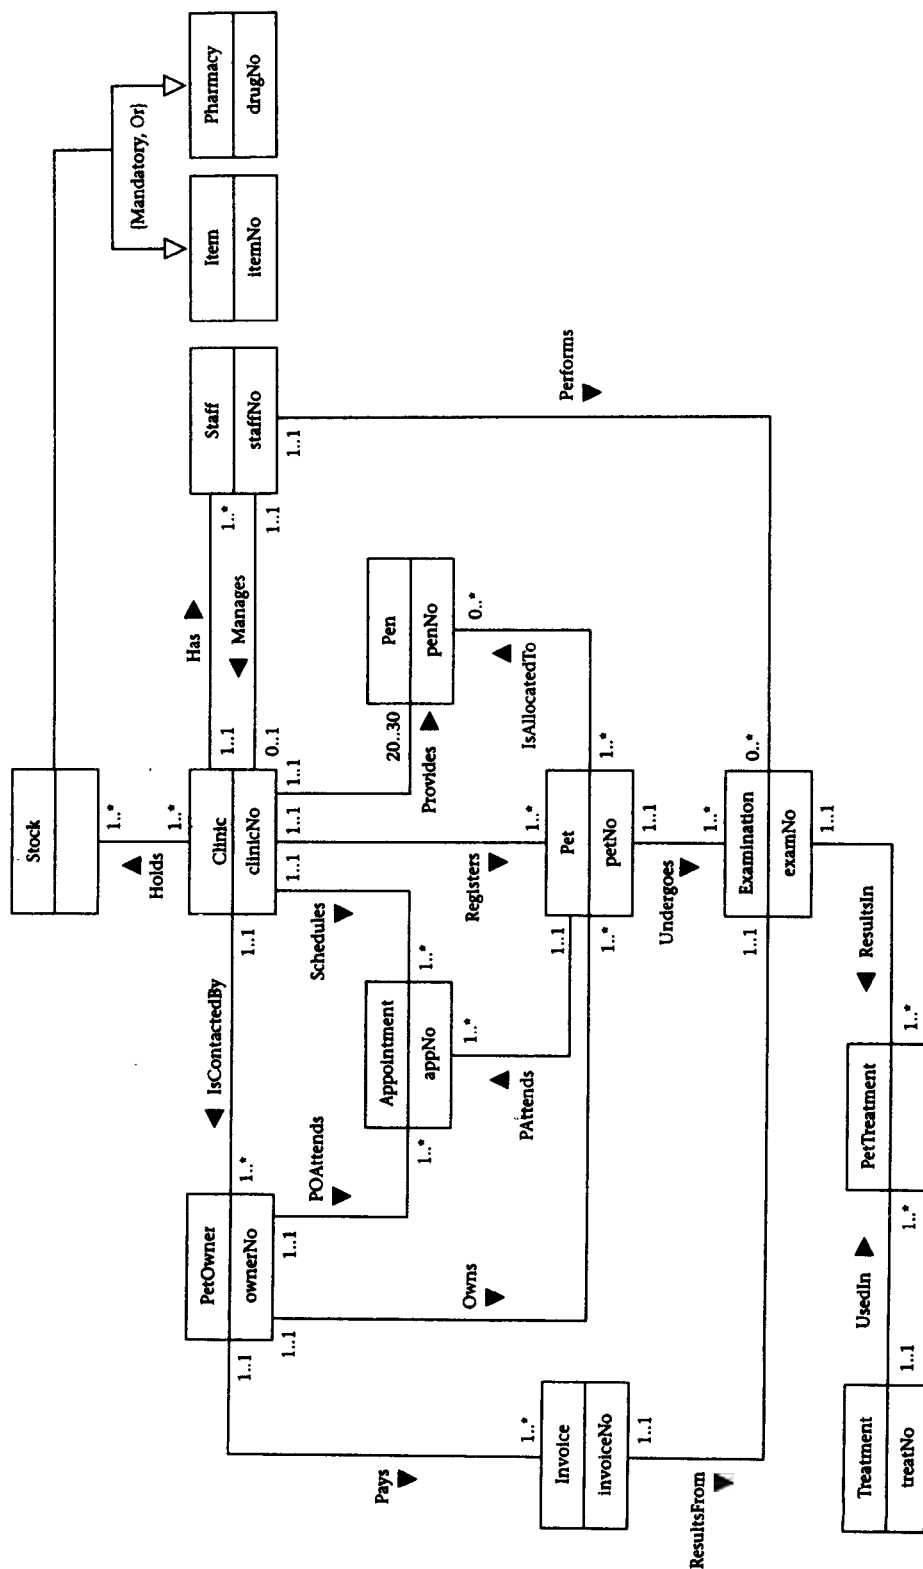 Stock
Holds
1..*
{Mandatory, Or}
1..*
PetOwner
IsContactedBy
Clinic
Has
Staff
Item
Pharmacy
1..1
1..*
1..1
1..1
1..*
ownerNo
clinicNo
Manages
staffNo
itemNo
drugNo
0..1
1..1
1..1
1..1
1..1
1..1
1..1
1..1
POAttends
Schedules
Pays
Appointment
20..30
Pen
1..*
1..*
appNo
Provides
penNo
Owns
1..*
Registers
0..*
PAttends
IsAllocatedTo
1..*
1..*
1..1
Invoice
Pet
invoiceNo
1..*
petNo
1..*
1..1
1..1
Undergoes
Performs
ResultsFrom
1..*
1..1
Examination
0..*
examNo
1..1
UsedIn
ResultsIn
Treatment
1..1
1..*
PetTreatment
1..*
treatNo